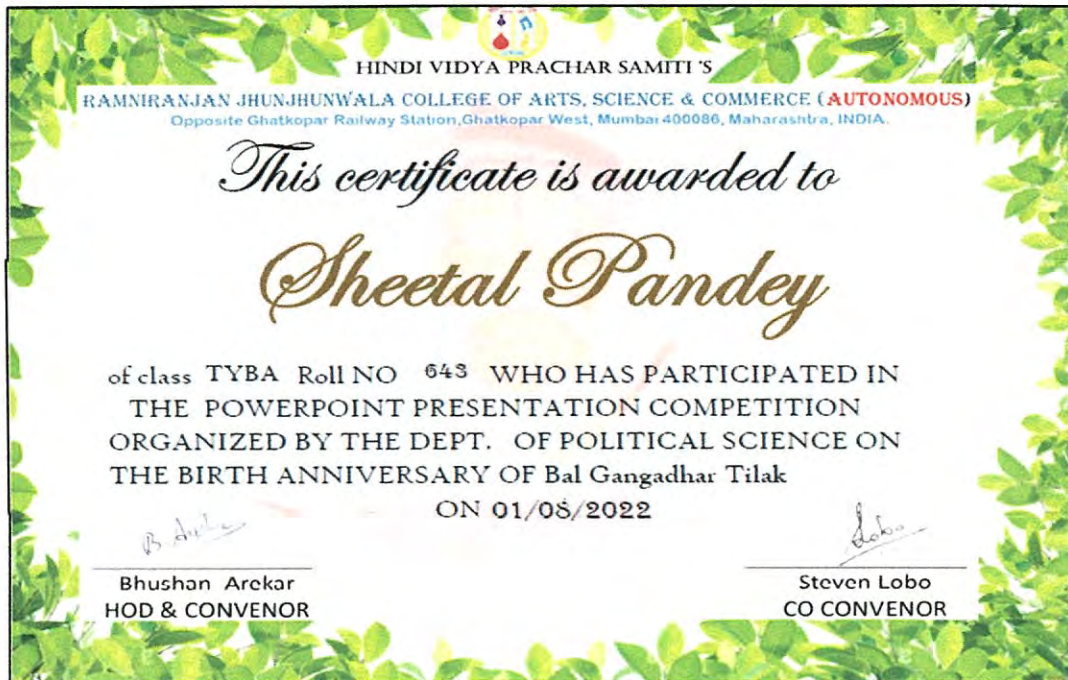 HINDI VIDYA PRACHAR SAMITI 'S
RAMNIRANJAN JHUNJHUNWALA COLLEGE OF ARTS, SCIENCE & COMMERCE (AUTONOMOUS)
Opposite Ghatkopar Railway Station,Ghatkopar West, Mumbai 400086, Maharashtra, INDIA.
This certificate is awarded to
Sheetal Pandey
of class TYBA Roll NO 643 WHO HAS PARTICIPATED IN
THE POWERPOINT PRESENTATION COMPETITION
ORGANIZED BY THE DEPT. OF POLITICAL SCIENCE ON
THE BIRTH ANNIVERSARY OF Bal Gangadhar Tilak
ON 01/08/2022
Lobo
Bhushan Arekar
Steven Lobo
HOD & CONVENOR
CO CONVENOR